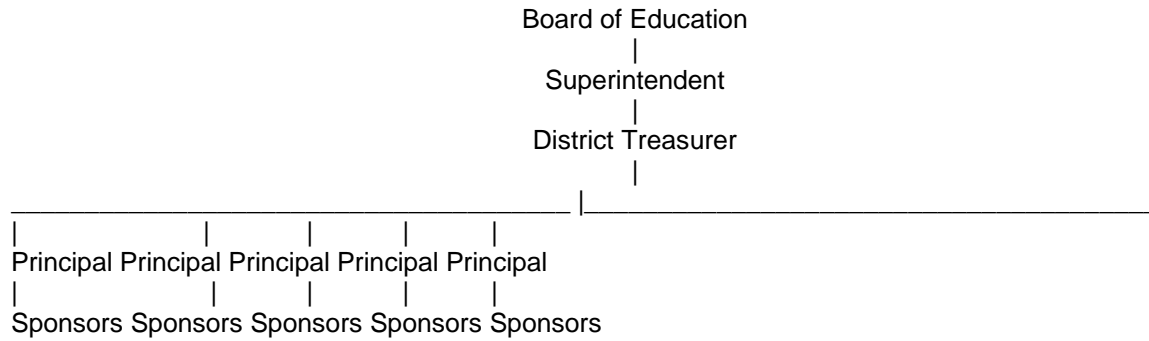 Board of Education
Superintendent
District Treasurer
Principal Principal Principal Principal Principal
Sponsors Sponsors Sponsors Sponsors Sponsors